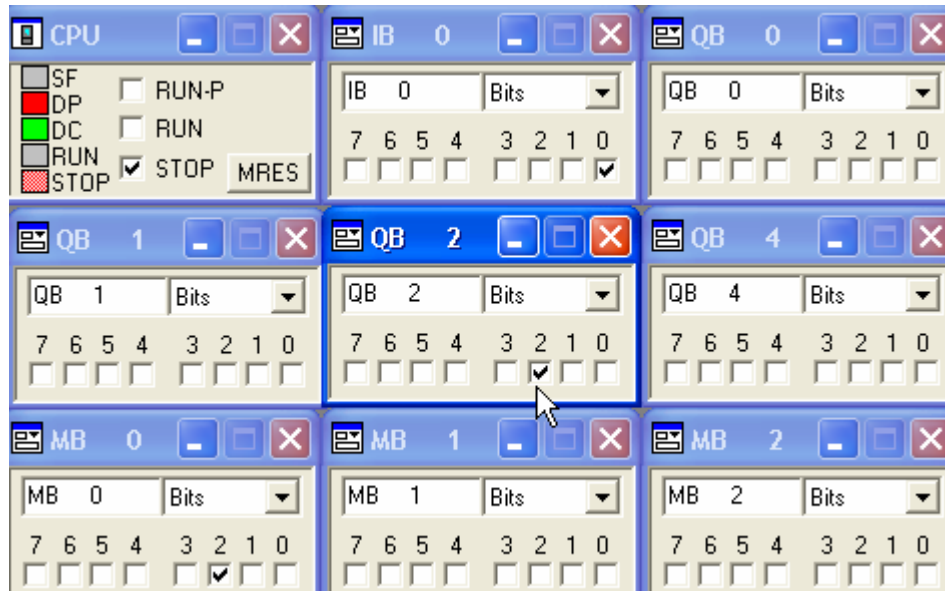 CPU
SF
DP
DC
RUN
STOP
RUN-P
RUN
STOP
MRES
IB 0
IB 0 Bits
7 6 5 4 3 2 1 0
QB 0
QB 0 Bits
7 6 5 4 3 2 1 0
QB 1
QB 1 Bits
7 6 5 4 3 2 1 0
QB 2
QB 2 Bits
7 6 5 4 3 2 1 0
QB 4
QB 4 Bits
7 6 5 4 3 2 1 0
MB 0
MB 0 Bits
7 6 5 4 3 2 1 0
MB 1
MB 1 Bits
7 6 5 4 3 2 1 0
MB 2
MB 2 Bits
7 6 5 4 3 2 1 0